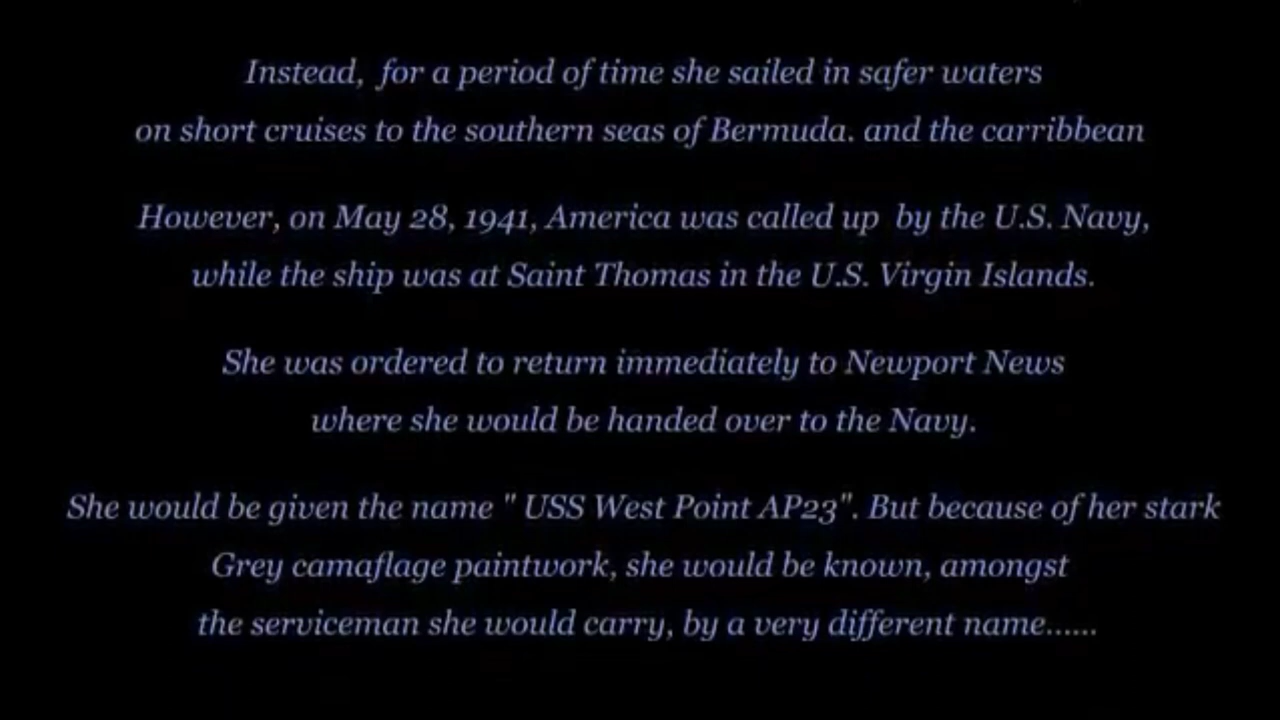 Instead, for a period of time she sailed in safer waters
on short cruises to the southern seas of Bermuda. and the carribbean
However, on May 28, 1941, America was called up by the U.S. Navy,
while the ship was at Saint Thomas in the U.S. Virgin Islands.
She was ordered to return immediately to Newport News
where she would be handed over to the Navy.
She would be given the name " USS West Point AP23". But because of her stark
Grey camaflage paintwork, she would be known, amongst
the serviceman she would carry, by a very different name......